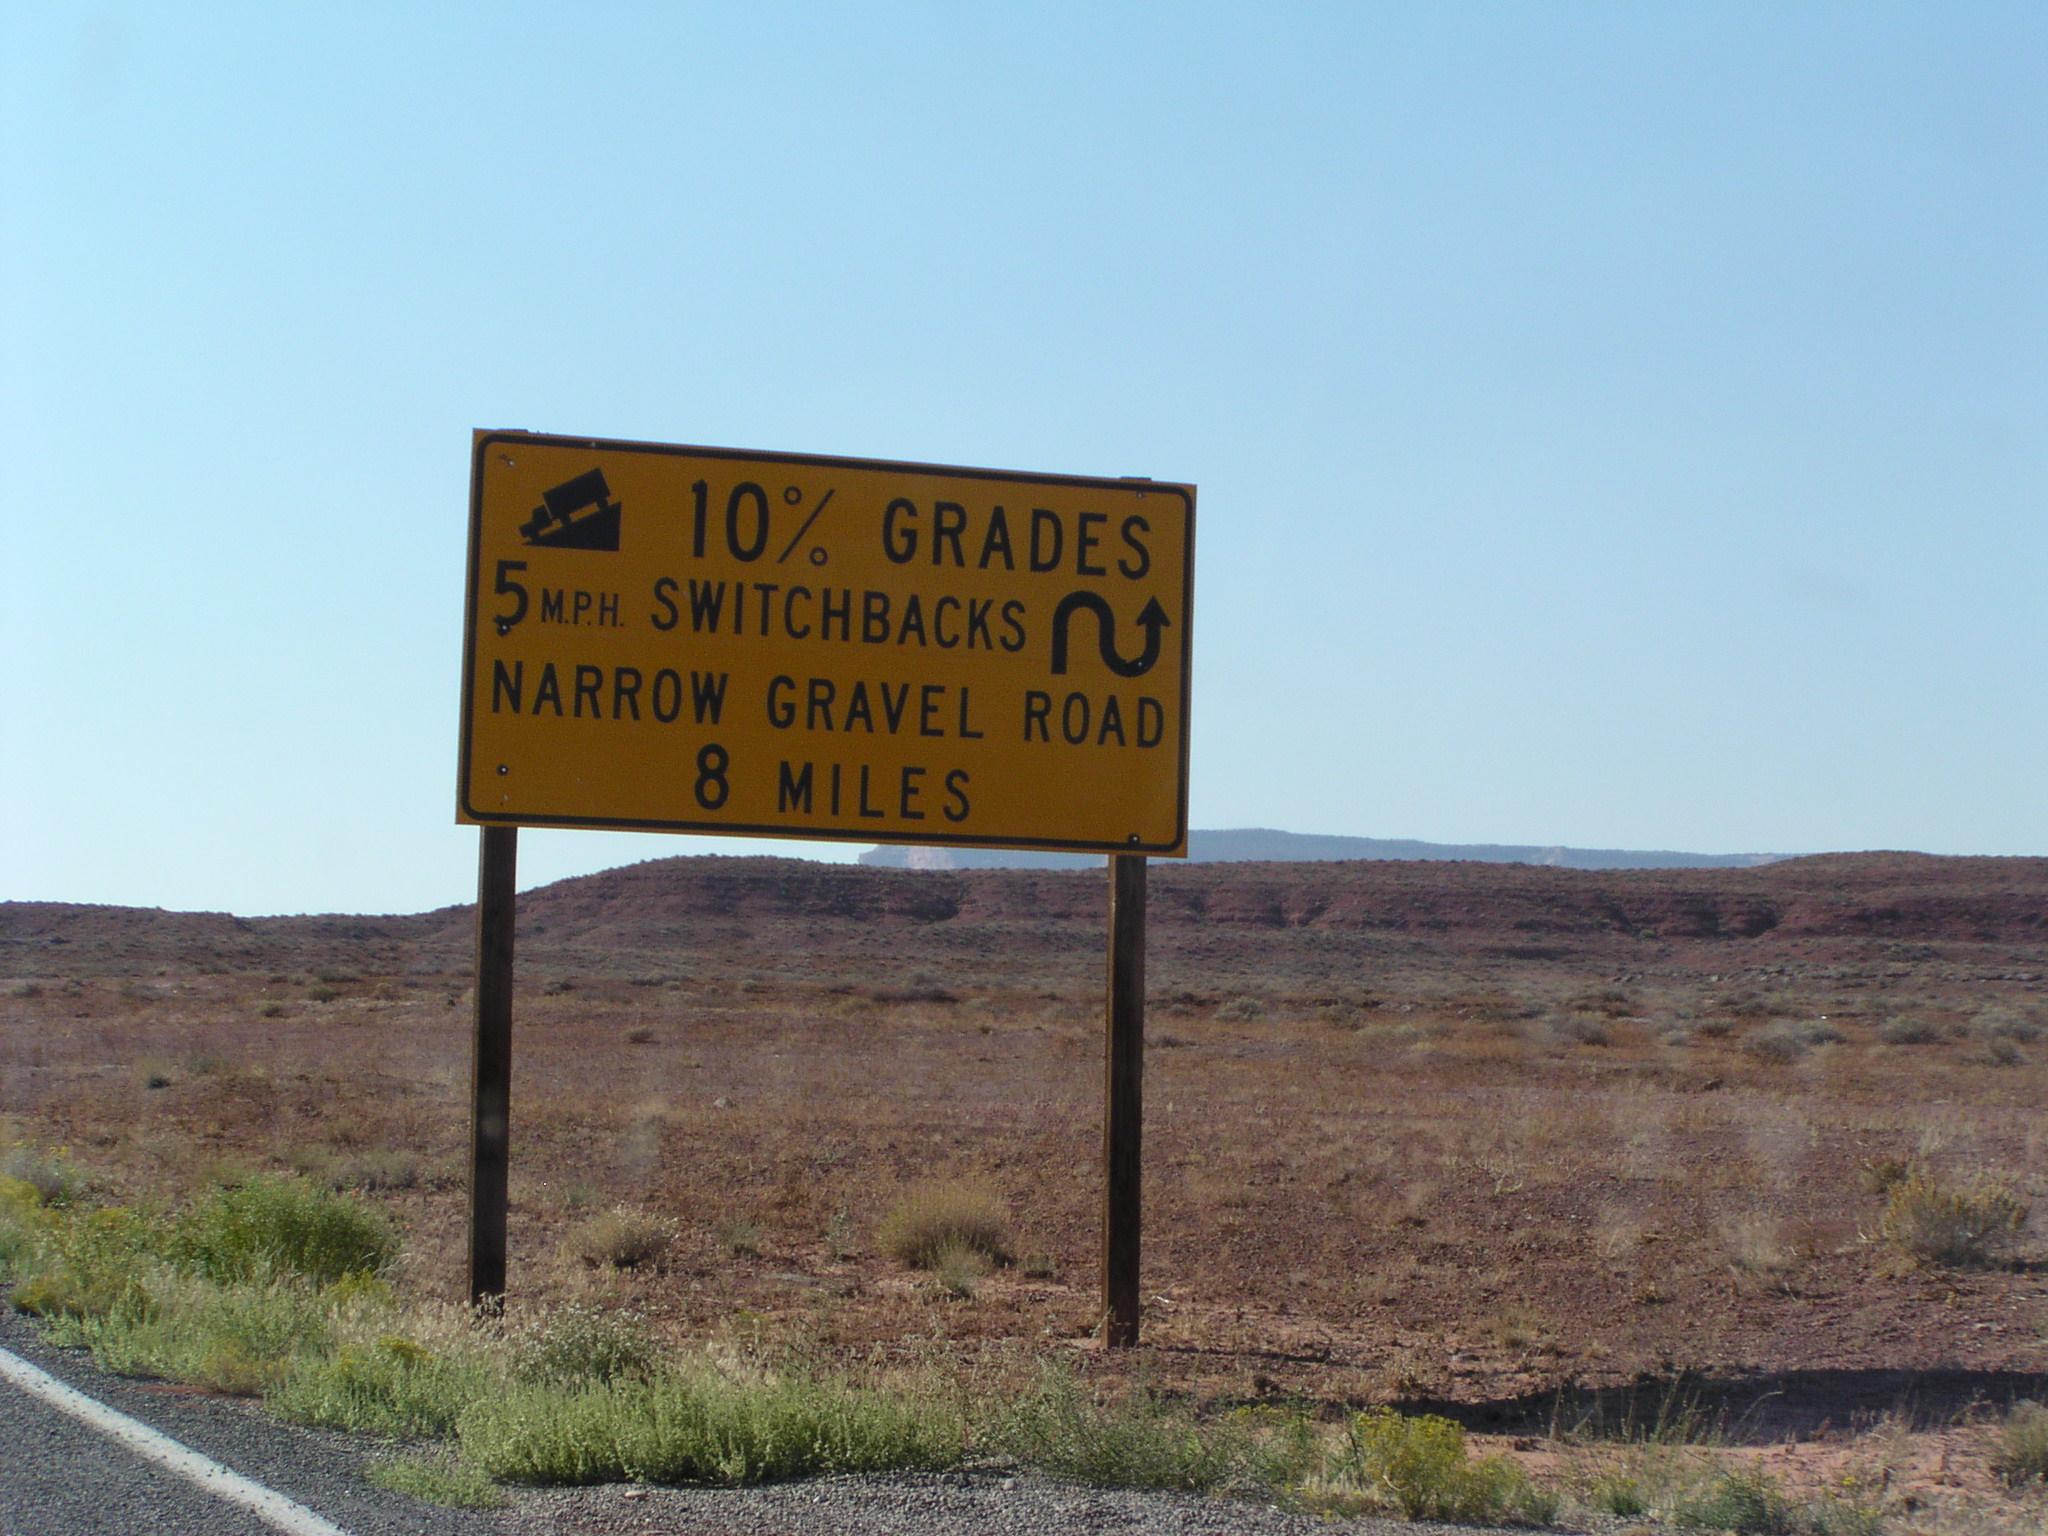 10% GRADES
5 M.P.H. SWITCHBACKS
NARROW GRAVEL ROAD
8 MILES